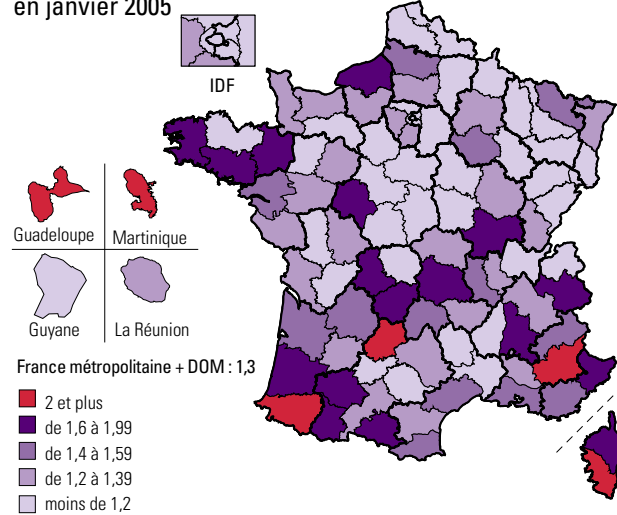 en janvier 2005
IDF
Guadeloupe
Martinique
Guyane
La Réunion
France métropolitaine + DOM : 1,3
2 et plus
de 1,6 à 1,99
de 1,4 à 1,59
de 1,2 à 1,39
moins de 1,2